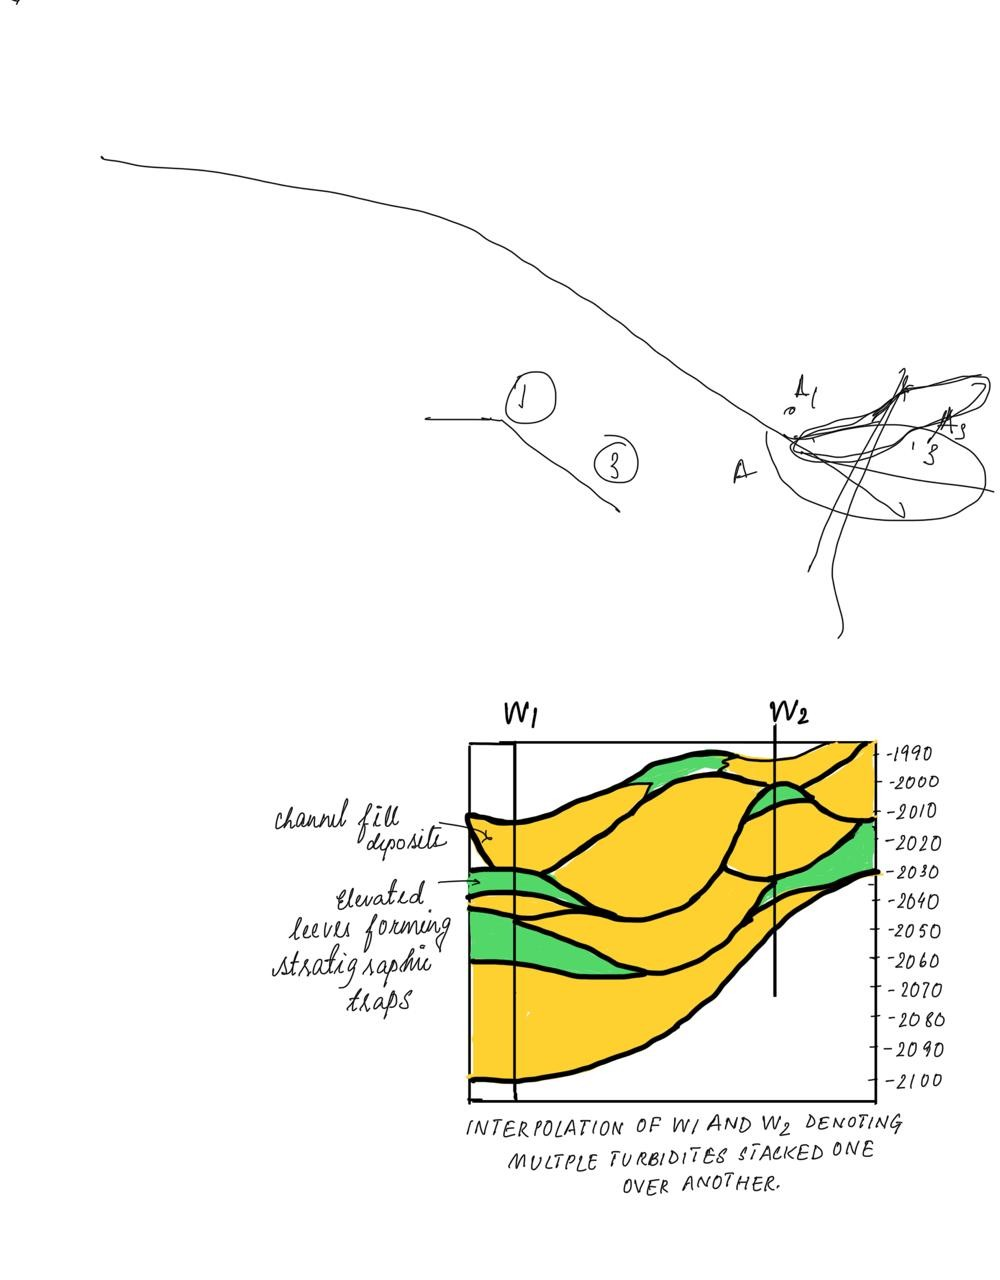 A1
1
A3
3
3
A
W1
W2
-1990
-2000
channel fill
deposits
-2010
-2020
-2030
Elevated
leeves forming
stratigraphic
traps
-2040
-2050
-2060
-2070
-2080
-2090
-2100
INTERPOLATION OF W1 AND W2 DENOTING
MULTPLE TURBIDITES STACKED ONE
OVER ANOTHER.